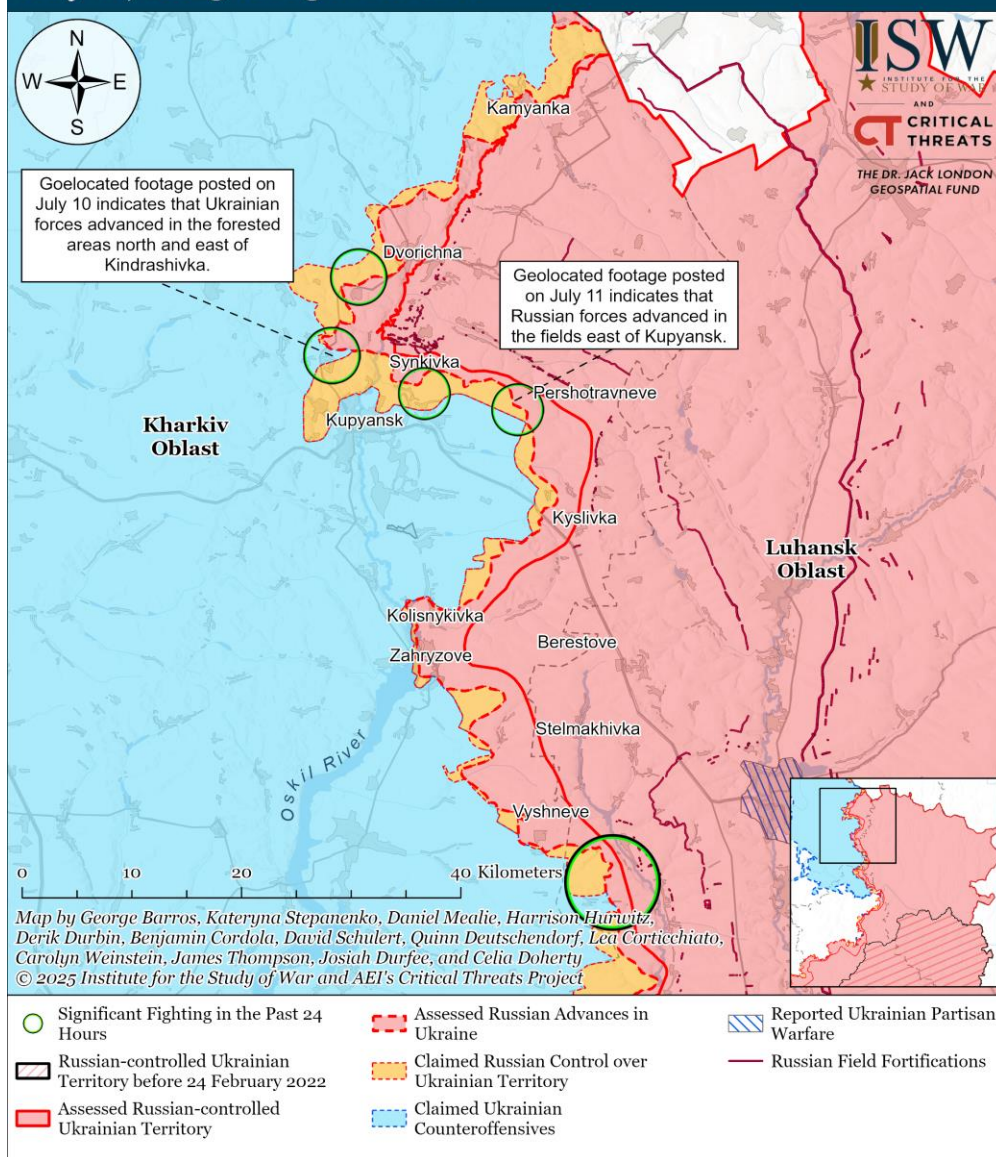 N
W E
S
ISW
INSTITUTE FOR THE
STUDY OF WAR
AND
CT CRITICAL
THREATS
THE DR. JACK LONDON
GEOSPATIAL FUND
Kamyanka
Goelocated footage posted on
July 10 indicates that Ukrainian
forces advanced in the forested
areas north and east of
Kindrashivka.
Dvorichna
Geolocated footage posted
on July 11 indicates that
Russian forces advanced in
the fields east of Kupyansk.
Synkivka
Pershotravneve
Kharkiv
Oblast
Kupyansk
Kyslivka
Luhansk
Oblast
Kolisnykivka
Zahryzove
Berestove
Stelmakhivka
Oskil River
Vyshneve
0 10 20 40 Kilometers
Map by George Barros, Kateryna Stepanenko, Daniel Mealie, Harrison Hurwitz,
Derik Durbin, Benjamin Cordola, David Schulert, Quinn Deutschendorf, Lea Corticchiato,
Carolyn Weinstein, James Thompson, Josiah Durfee, and Celia Doherty
© 2025 Institute for the Study of War and AEI's Critical Threats Project
Significant Fighting in the Past 24
Hours
Russian-controlled Ukrainian
Territory before 24 February 2022
Assessed Russian-controlled
Ukrainian Territory
Assessed Russian Advances in
Ukraine
Claimed Russian Control over
Ukrainian Territory
Claimed Ukrainian
Counteroffensives
Reported Ukrainian Partisan
Warfare
Russian Field Fortifications